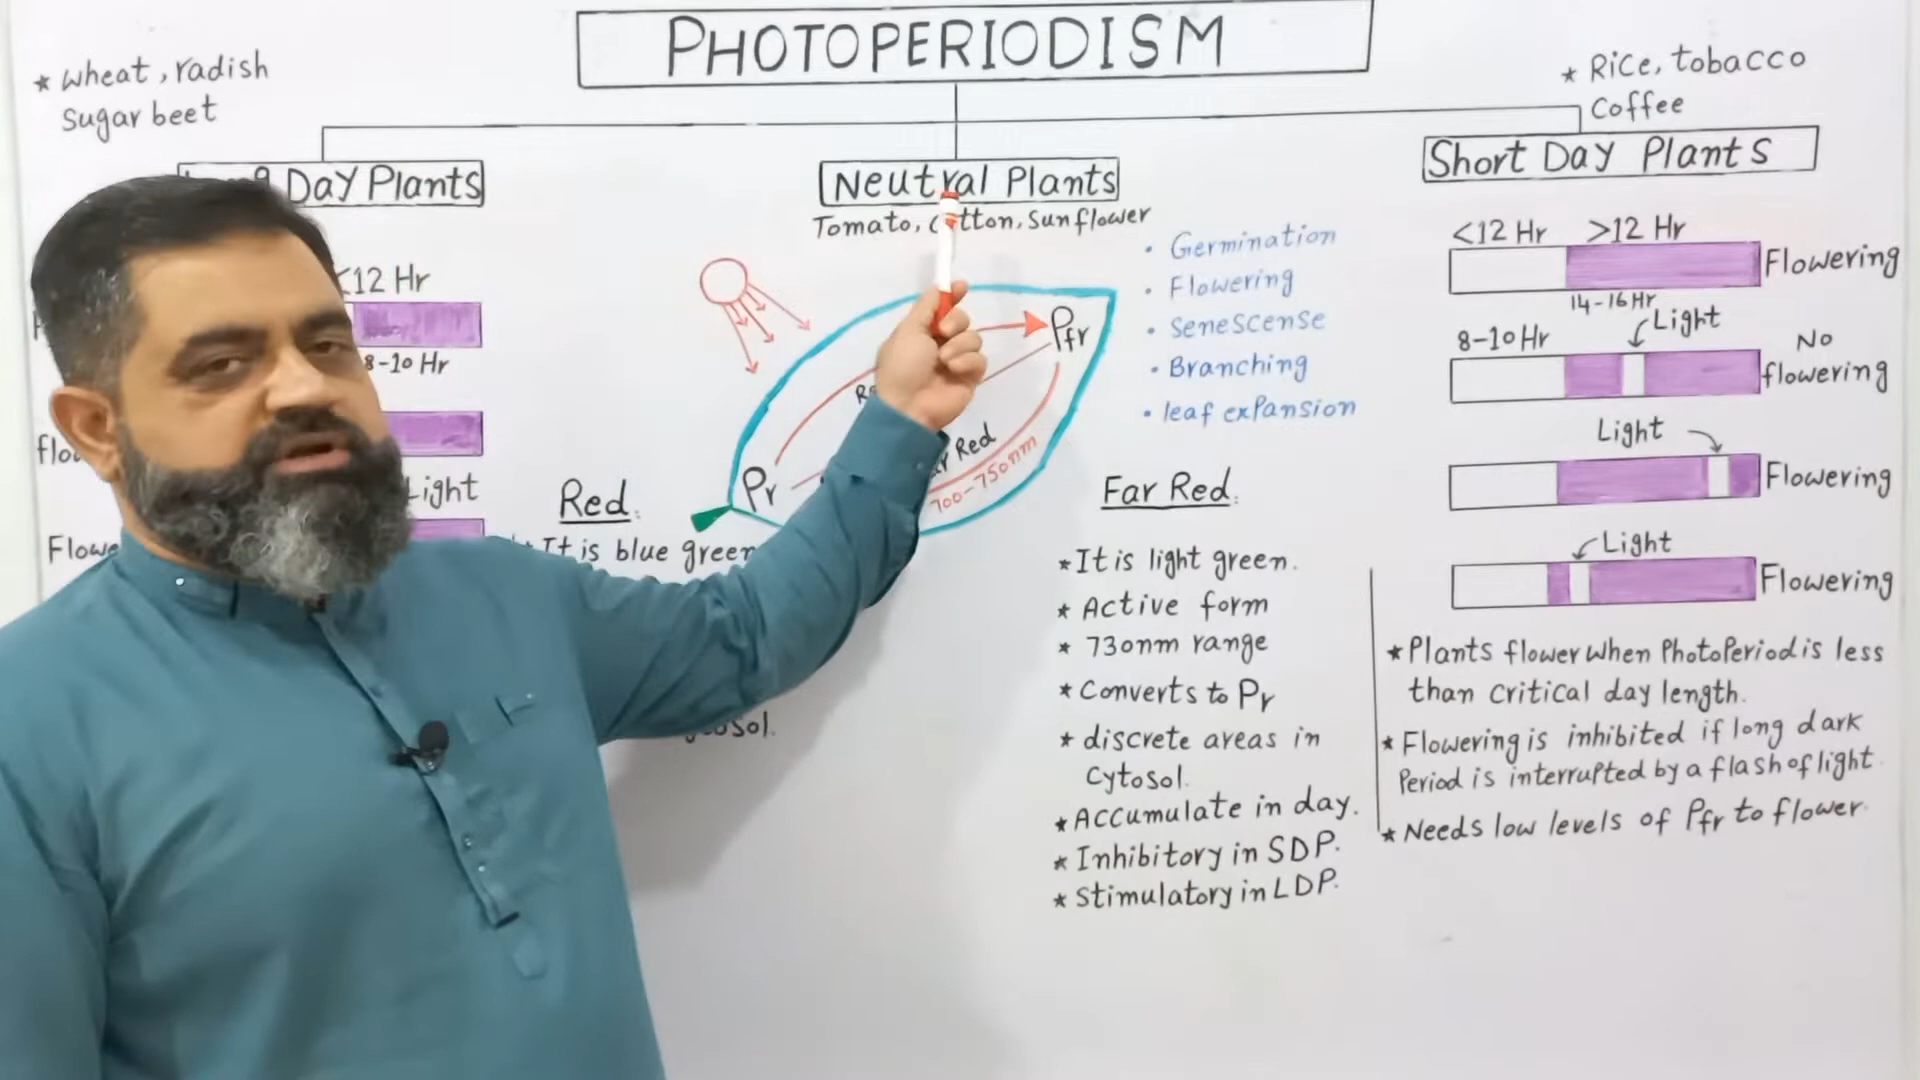 PHOTOPERIODISM
* wheat, radish
sugar beet
* Rice, tobacco
Coffee
Day Plants
<12 Hr
8-10 Hr
Light
Neutral Plants
Tomato, cotton, sunflower
• Germination
• Flowering
• Senescense
• Branching
• leaf expansion
Pfr
Pr
Red
700-750nm
Red.
It is blue green
Far Red.
* It is light green.
* Active form
* 730nm range
* Converts to Pr
* discrete areas in
Cytosol.
* Accumulate in day.
* Inhibitory in SDP.
* Stimulatory in LDP.
Short Day Plants
<12 Hr >12 Hr
Flowering
14-16 Hr
8-10 Hr
Light
No
flowering
Light
Flowering
Light
Flowering
* Plants flower when Photoperiod is less
than critical day length.
* Flowering is inhibited if long dark
Period is interrupted by a flash of light.
* Needs low levels of Pfr to flower.